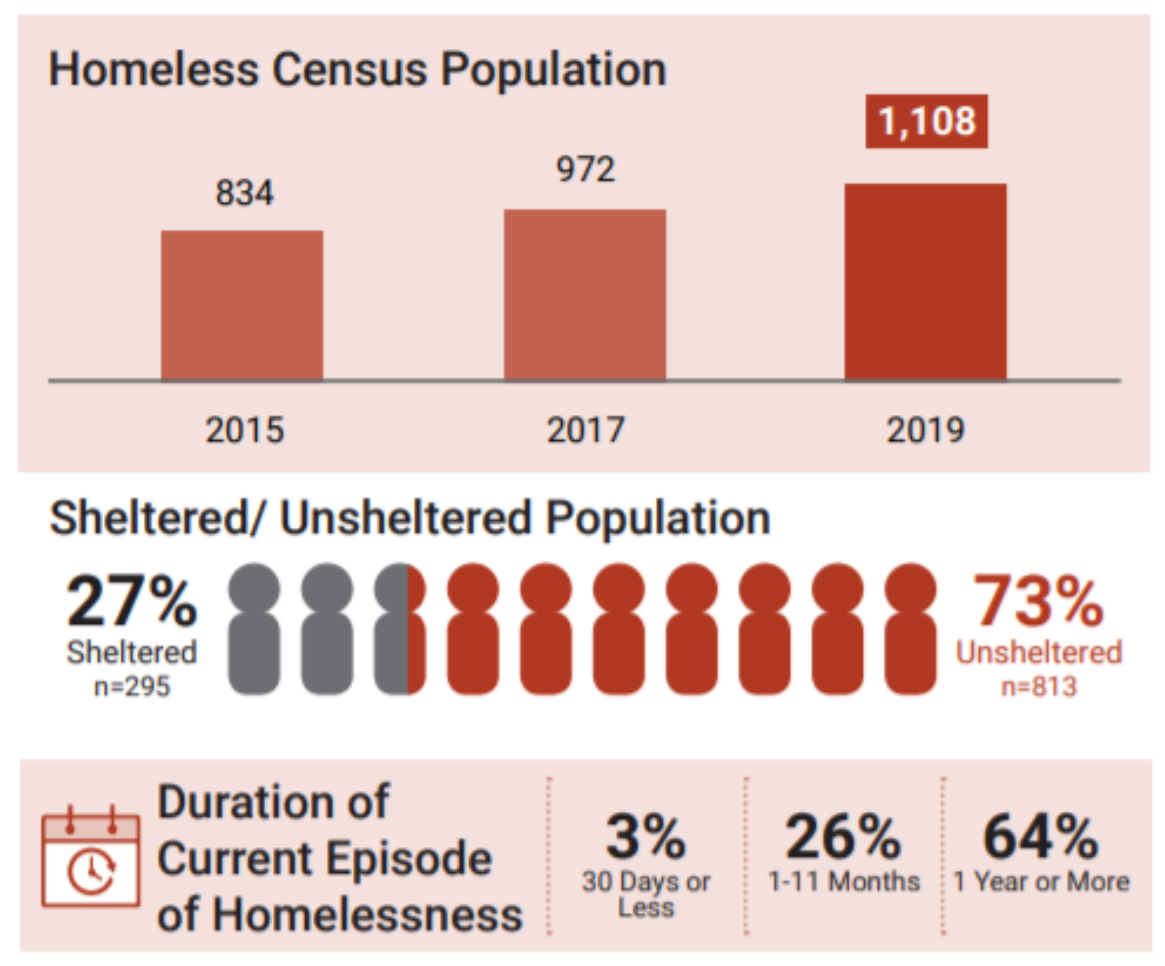 Homeless Census Population
1,108
972
834
2015 2017 2019
Sheltered/ Unsheltered Population
27%
Sheltered
n=295
73%
Unsheltered
n=813
Duration of
Current Episode
of Homelessness
3%
30 Days or
Less
26%
1-11 Months
64%
1 Year or More